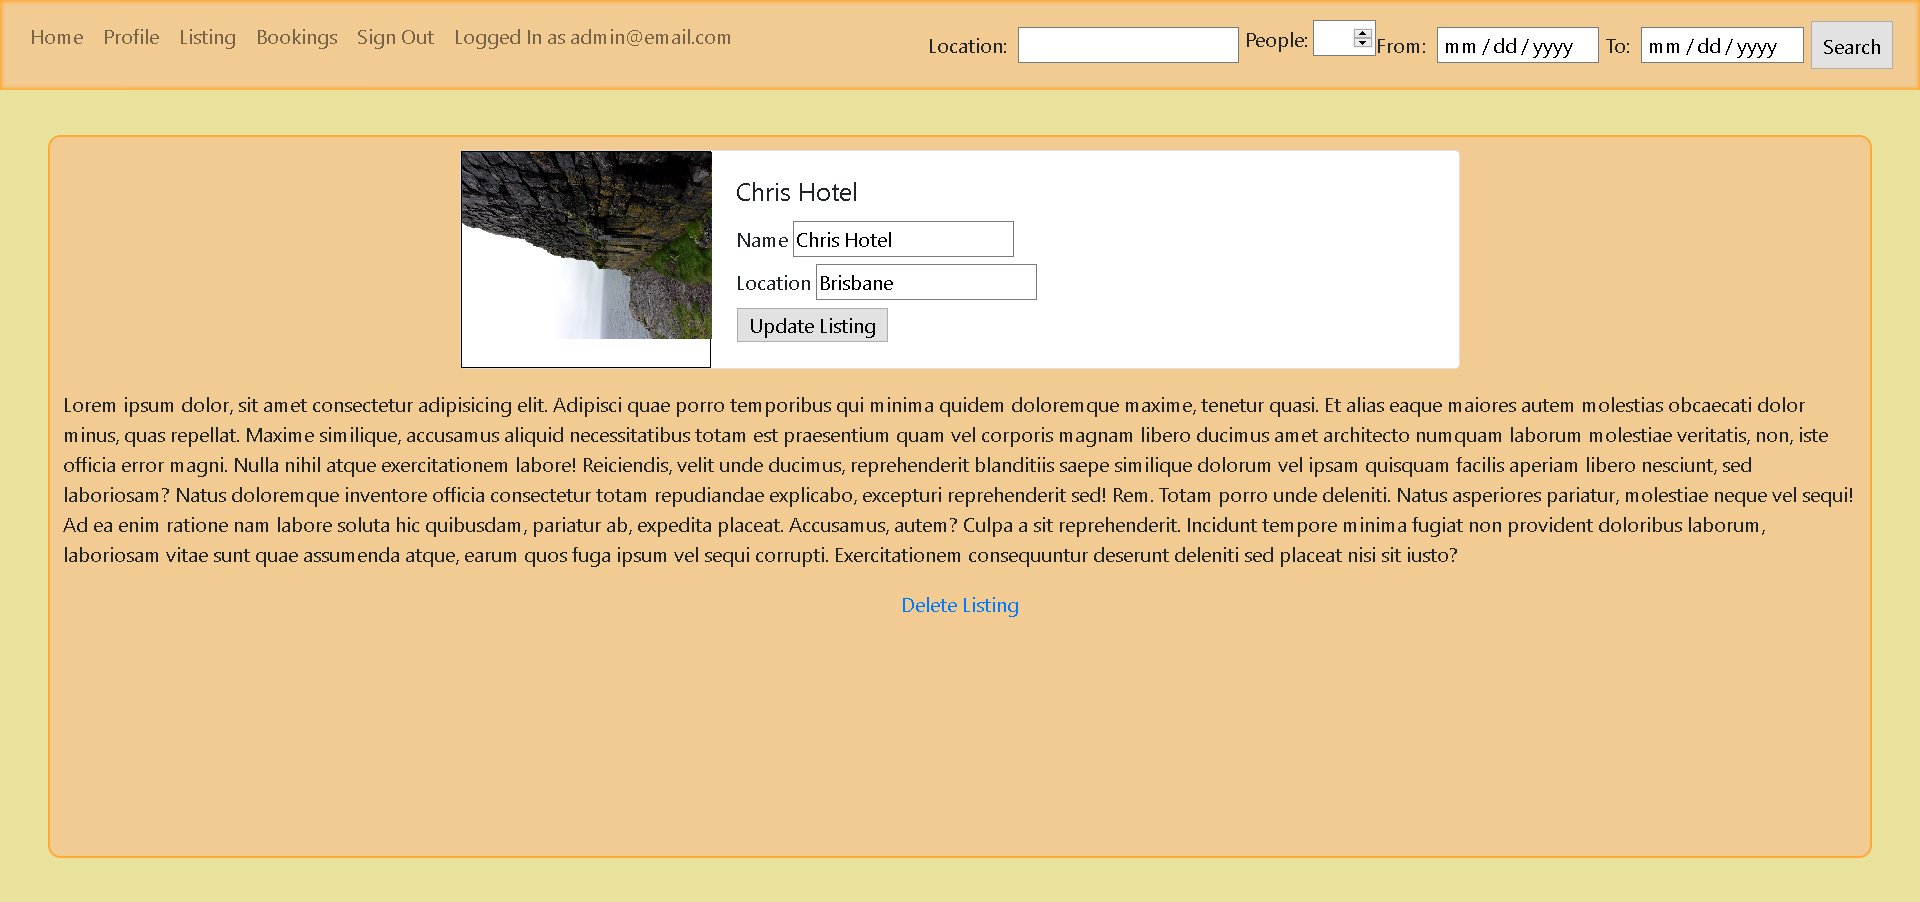 Home Profile Listing Bookings Sign Out Logged In as admin@email.com Location: People: From: mm/dd/yyyy To: mm/dd/yyyy Search
Chris Hotel
Name Chris Hotel
Location Brisbane
Update Listing
Lorem ipsum dolor, sit amet consectetur adipisicing elit. Adipisci quae porro temporibus qui minima quidem doloremque maxime, tenetur quasi. Et alias eaque maiores autem molestias obcaecati dolor
minus, quas repellat. Maxime similique, accusamus aliquid necessitatibus totam est praesentium quam vel corporis magnam libero ducimus amet architecto numquam laborum molestiae veritatis, non, iste
officia error magni. Nulla nihil atque exercitationem labore! Reiciendis, velit unde ducimus, reprehenderit blanditiis saepe similique dolorum vel ipsam quisquam facilis aperiam libero nesciunt, sed
laboriosam? Natus doloremque inventore officia consectetur totam repudiandae explicabo, excepturi reprehenderit sed! Rem. Totam porro unde deleniti. Natus asperiores pariatur, molestiae neque vel sequi!
Ad ea enim ratione nam labore soluta hic quibusdam, pariatur ab, expedita placeat. Accusamus, autem? Culpa a sit reprehenderit. Incidunt tempore minima fugiat non provident doloribus laborum,
laboriosam vitae sunt quae assumenda atque, earum quos fuga ipsum vel sequi corrupti. Exercitationem consequuntur deserunt deleniti sed placeat nisi sit iusto?
Delete Listing